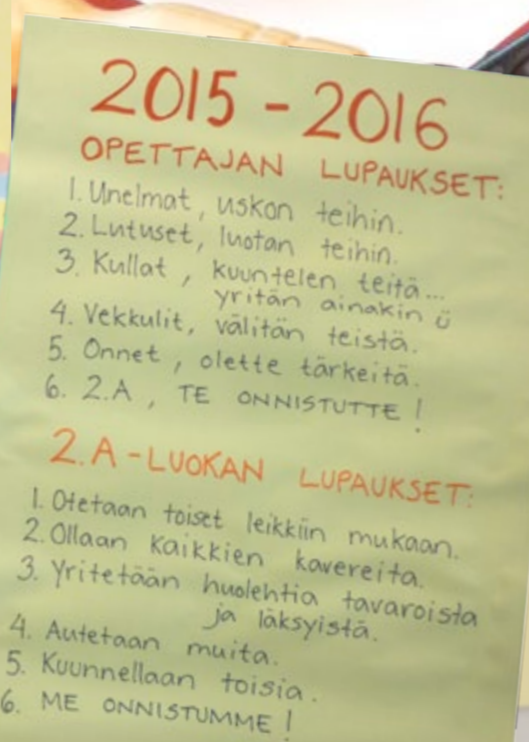 2015 - 2016
OPETTAJAN LUPAUKSET:
1. Unelmat, uskon teihin.
2. Lutuset, luotan teihin.
3. Kullat, kuuntelen teitä...
yritän ainakin ü
4. Vekkulit, välitän teistä.
5. Onnet, olette tärkeitä.
6. 2.A, TE ONNISTUTTE!
2.A-LUOKAN LUPAUKSET:
1. Otetaan toiset leikkiin mukaan.
2. Ollaan kaikkien kavereita.
3. Yritetään huolehtia tavaroista
ja läksyistä.
4. Autetaan muita.
5. Kuunnellaan toisia.
6. ME ONNISTUMME!